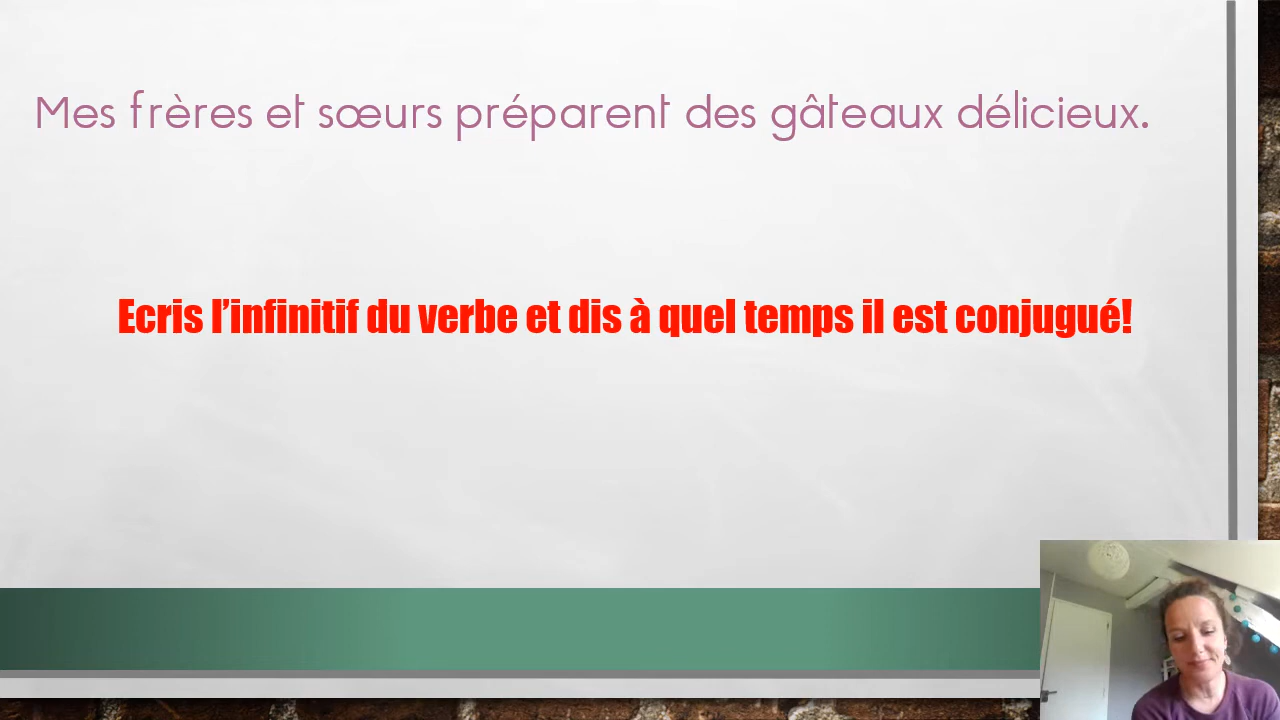 Mes frères et sœurs préparent des gâteaux délicieux.
Ecris l’infinitif du verbe et dis à quel temps il est conjugué!